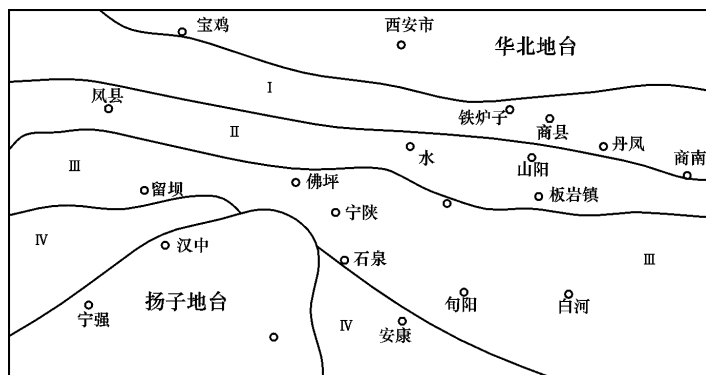 宝鸡
西安市
华北地台
I
凤县
铁炉子
商县
II
水
丹凤
山阳
商南
III
留坝
佛坪
板岩镇
宁陕
IV
汉中
石泉
III
扬子地台
宁强
旬阳
白河
IV
安康